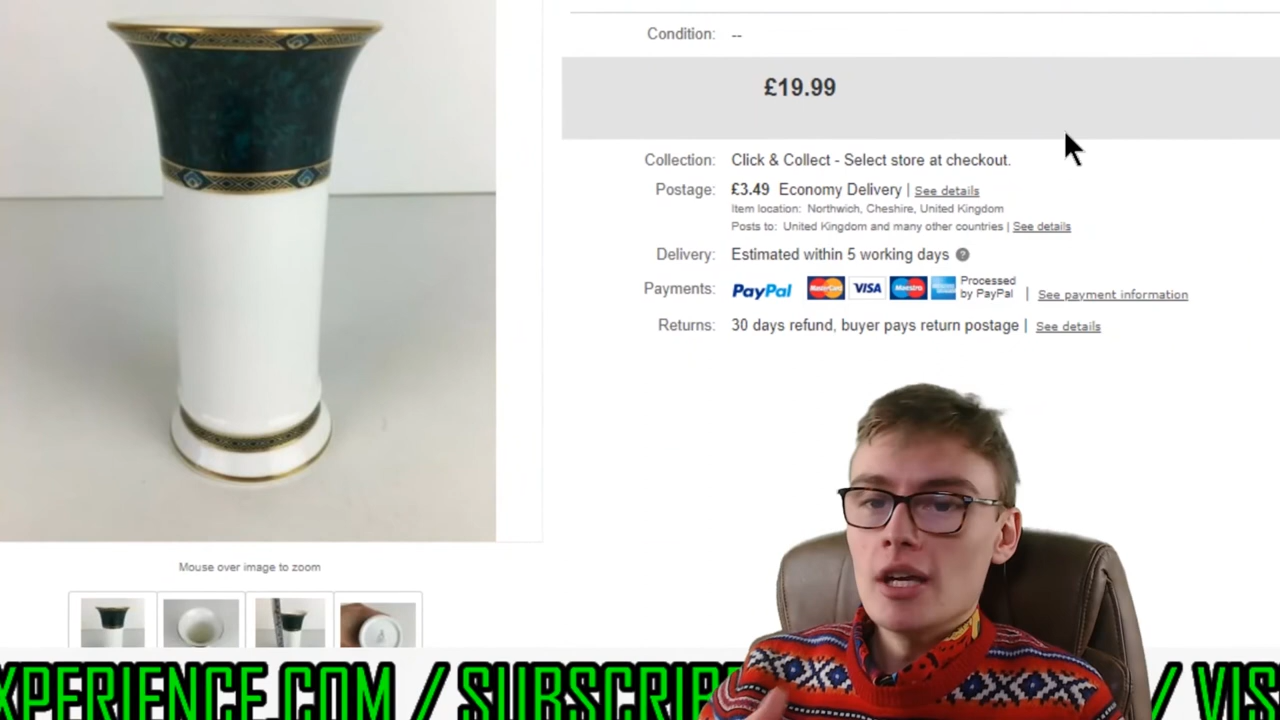 Condition: --
£19.99
Collection: Click & Collect - Select store at checkout.
Postage: £3.49 Economy Delivery | See details
Item location: Northwich, Cheshire, United Kingdom
Posts to: United Kingdom and many other countries | See details
Delivery: Estimated within 5 working days ?
Payments: PayPal MasterCard VISA Maestro Processed by PayPal | See payment information
Returns: 30 days refund, buyer pays return postage | See details
Mouse over image to zoom
XPERIENCE.COM / SUBSCRIB / VIS